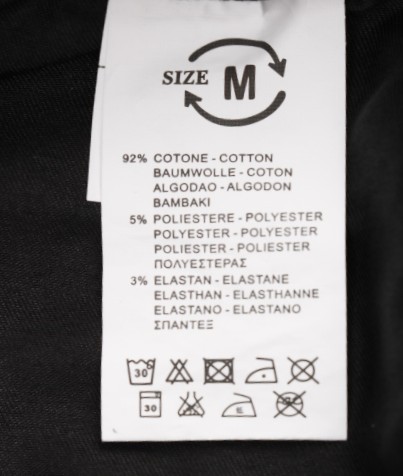 SIZE M
92% COTONE - COTTON
BAUMWOLLE - COTON
ALGODAO - ALGODON
BAMBAKI
5% POLIESTERE - POLYESTER
POLYESTER - POLYESTER
POLIESTER - POLIESTER
ΠΟΛΥΕΣΤΕΡΑΣ
3% ELASTAN - ELASTANE
ELASTHAN - ELASTHANNE
ELASTANO - ELASTANO
ΣΠΑΝΤΕΞ
30
30